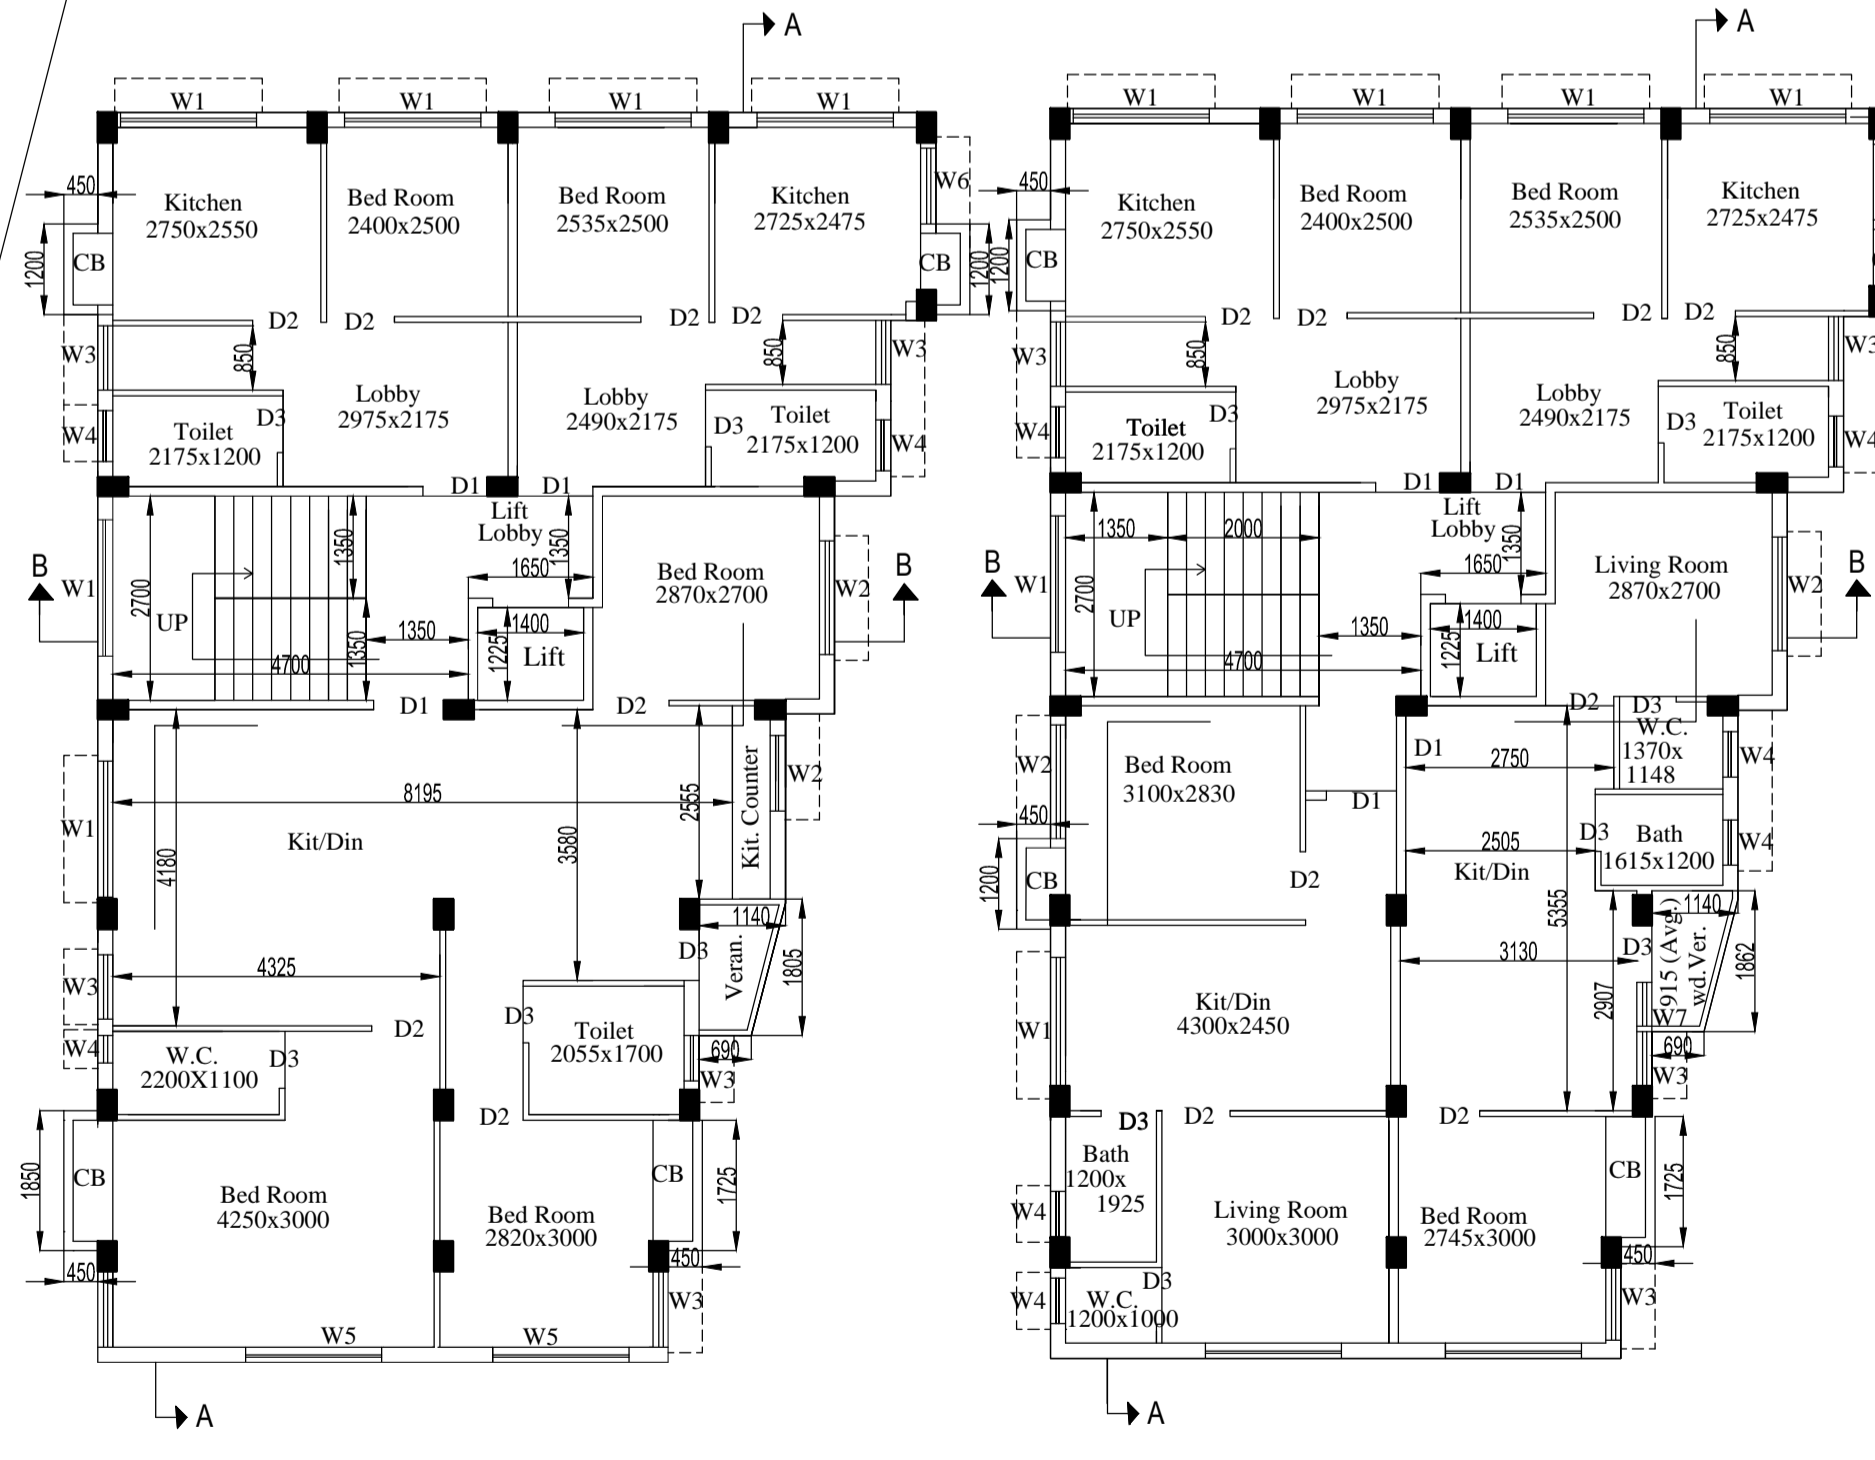 A
W1
W1
W1
W1
450
Kitchen
2750x2550
Bed Room
2400x2500
Bed Room
2535x2500
Kitchen
2725x2475
W6
1200
CB
CB
1200
D2
D2
D2
D2
W3
850
850
W3
Lobby
2975x2175
Lobby
2490x2175
D3
Toilet
2175x1200
D3
Toilet
2175x1200
W4
W4
D1
D1
Lift
Lobby
1350
1350
1650
B
W1
2700
UP
1350
1350
4700
1225
1400
Lift
Bed Room
2870x2700
W2
B
D1
D2
8195
2555
Kit. Counter
W2
W1
4180
Kit/Din
3580
1140
D3
Veran.
1805
W3
4325
D2
D3
Toilet
2055x1700
690
W3
W4
W.C.
2200X1100
D3
D2
1850
CB
Bed Room
4250x3000
Bed Room
2820x3000
CB
1725
450
450
W3
W5
W5
A
A
W1
W1
W1
W1
450
Kitchen
2750x2550
Bed Room
2400x2500
Bed Room
2535x2500
Kitchen
2725x2475
1200
CB
D2
D2
D2
D2
W3
850
850
W3
Lobby
2975x2175
Lobby
2490x2175
D3
Toilet
2175x1200
D3
Toilet
2175x1200
W4
W4
D1
D1
Lift
Lobby
1350
2000
1350
1650
B
W1
2700
UP
1350
4700
1225
1400
Lift
Living Room
2870x2700
W2
B
D2
D3
W.C.
1370x
1148
W4
W2
Bed Room
3100x2830
D1
2750
D1
450
1200
CB
D2
2505
Kit/Din
D3
Bath
1615x1200
W4
5355
1140
3130
D3
1915 (Avg.)
wd.Ver.
1862
W1
Kit/Din
4300x2450
2907
W7
690
W3
D3
D2
D2
Bath
1200x
1925
W4
Living Room
3000x3000
Bed Room
2745x3000
CB
1725
450
W4
D3
W.C.
1200x1000
W3
A